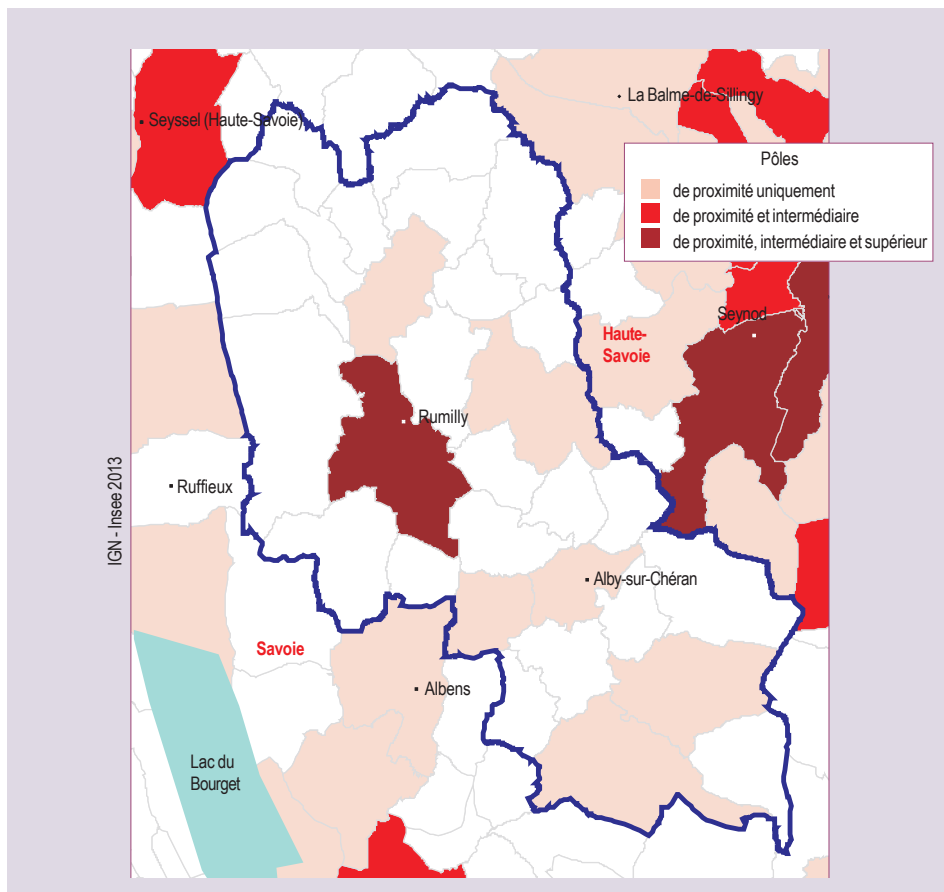 La Balme-de-Sillingy
Seyssel (Haute-Savoie)
Pôles
de proximité uniquement
de proximité et intermédiaire
de proximité, intermédiaire et supérieur
Seynod
Haute-
Savoie
Rumilly
Ruffieux
IGN - Insee 2013
Alby-sur-Chéran
Savoie
Albens
Lac du
Bourget